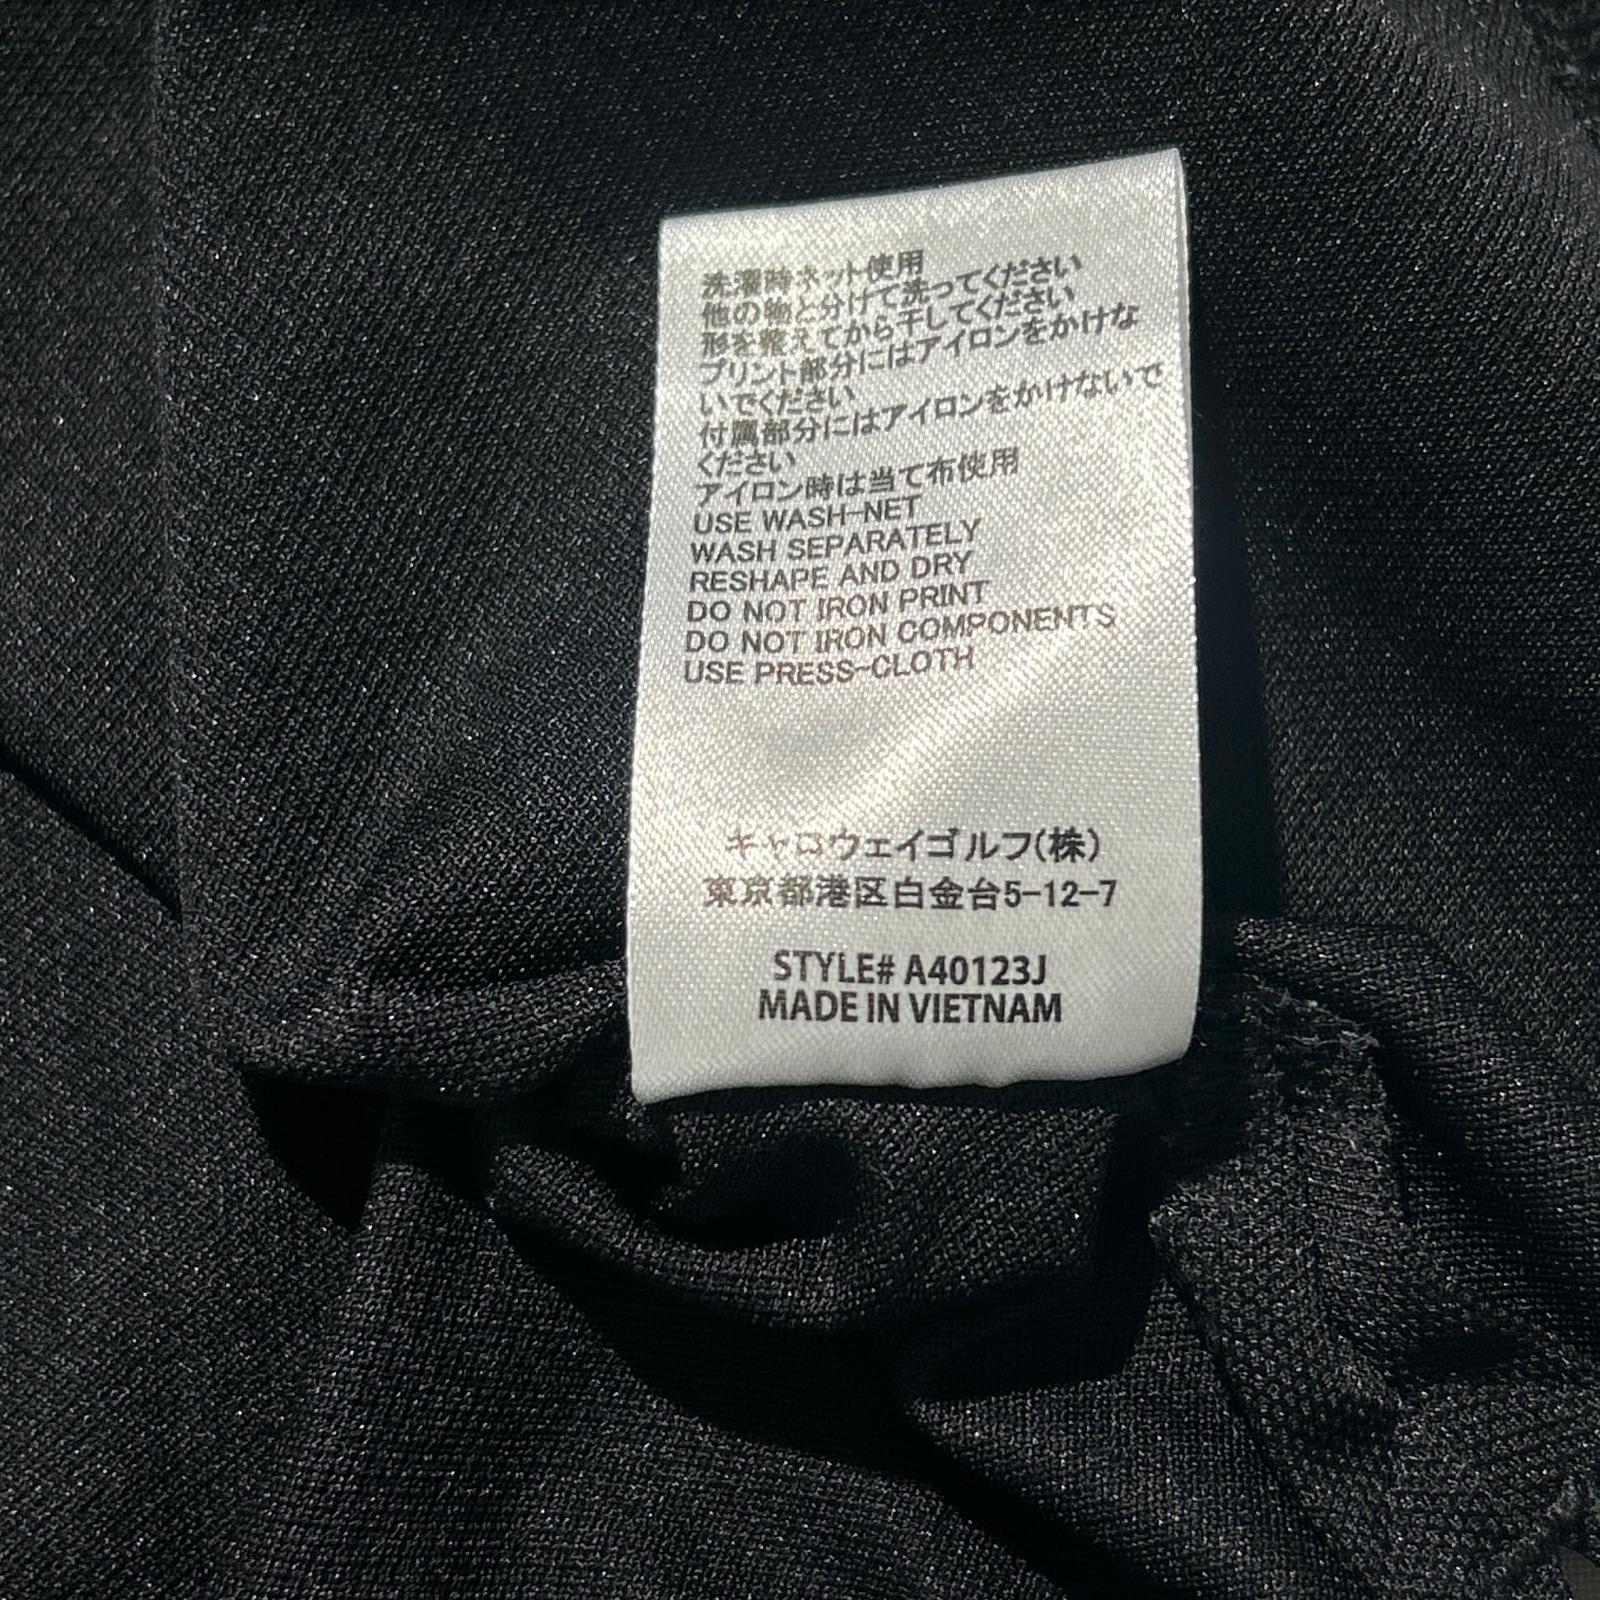 洗濯時ネット使用
他の物と分けて洗ってください
形を整えてから干してください
プリント部分にはアイロンをかけな
いでください
付属部分にはアイロンをかけないで
ください
アイロン時は当て布使用
USE WASH-NET
WASH SEPARATELY
RESHAPE AND DRY
DO NOT IRON PRINT
DO NOT IRON COMPONENTS
USE PRESS-CLOTH
キャロウェイゴルフ(株)
東京都港区白金台5-12-7
STYLE# A40123J
MADE IN VIETNAM